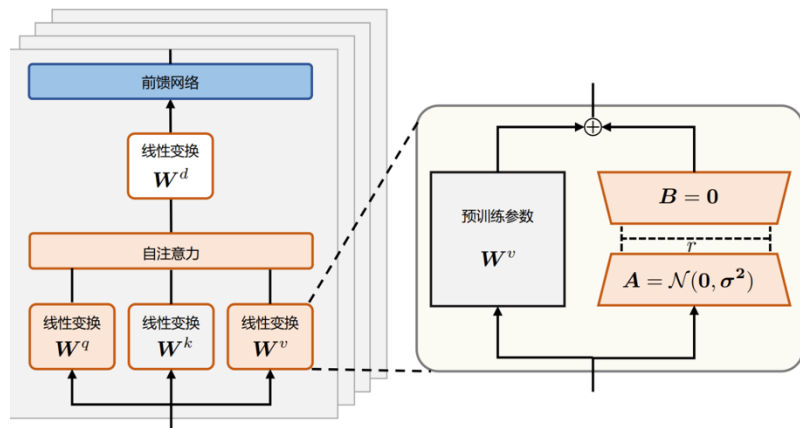 前馈网络
线性变换
W^d
自注意力
线性变换
W^q
线性变换
W^k
线性变换
W^v
预训练参数
W^v
B = 0
r
A = N(0, σ^2)